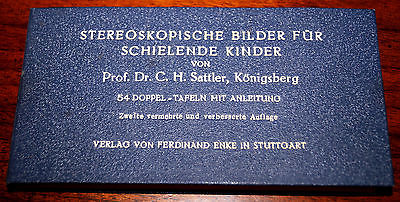 STEREOSKOPISCHE BILDER FÜR
SCHIELENDE KINDER
VON
Prof. Dr. C. H. Sattler, Königsberg
54 DOPPEL-TAFELN MIT ANLEITUNG
Zweite vermehrte und verbesserte Auflage
VERLAG VON FERDINAND ENKE IN STUTTGART